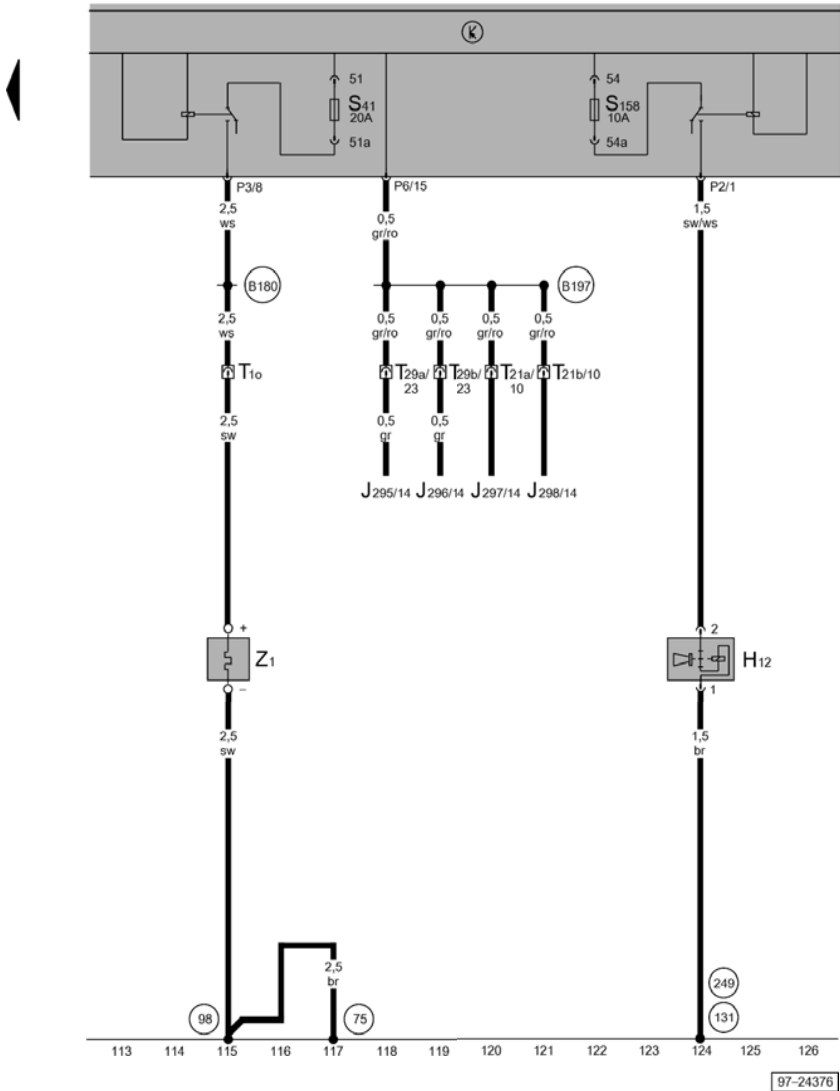 K
51
S41
20A
51a
54
S158
10A
54a
P3/8
P6/15
P2/1
2,5
ws
0,5
gr/ro
1,5
sw/ws
B180
B197
2,5
ws
0,5
gr/ro
0,5
gr/ro
0,5
gr/ro
0,5
gr/ro
T1o
T29a/
23
T29b/
23
T21a/
10
T21b/10
2,5
sw
0,5
gr
0,5
gr
J295/14 J296/14 J297/14 J298/14
+
2
Z1
H12
–
1
2,5
sw
1,5
br
2,5
br
249
98
75
131
113 114 115 116 117 118 119 120 121 122 123 124 125 126
97–24376